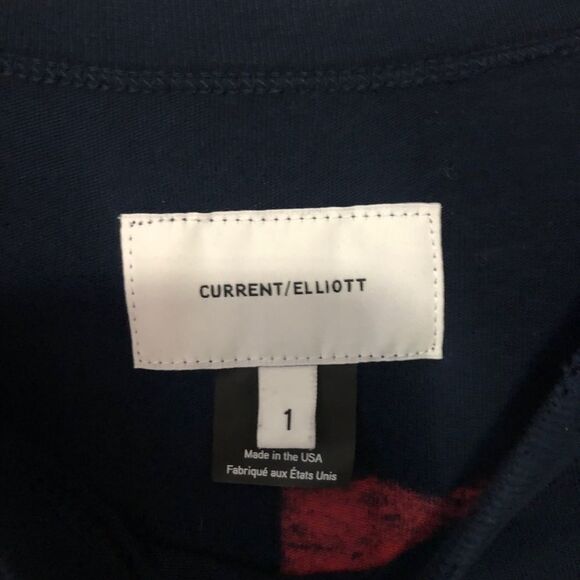 CURRENT/ELLIOTT
1
Made in the USA
Fabriqué aux États Unis